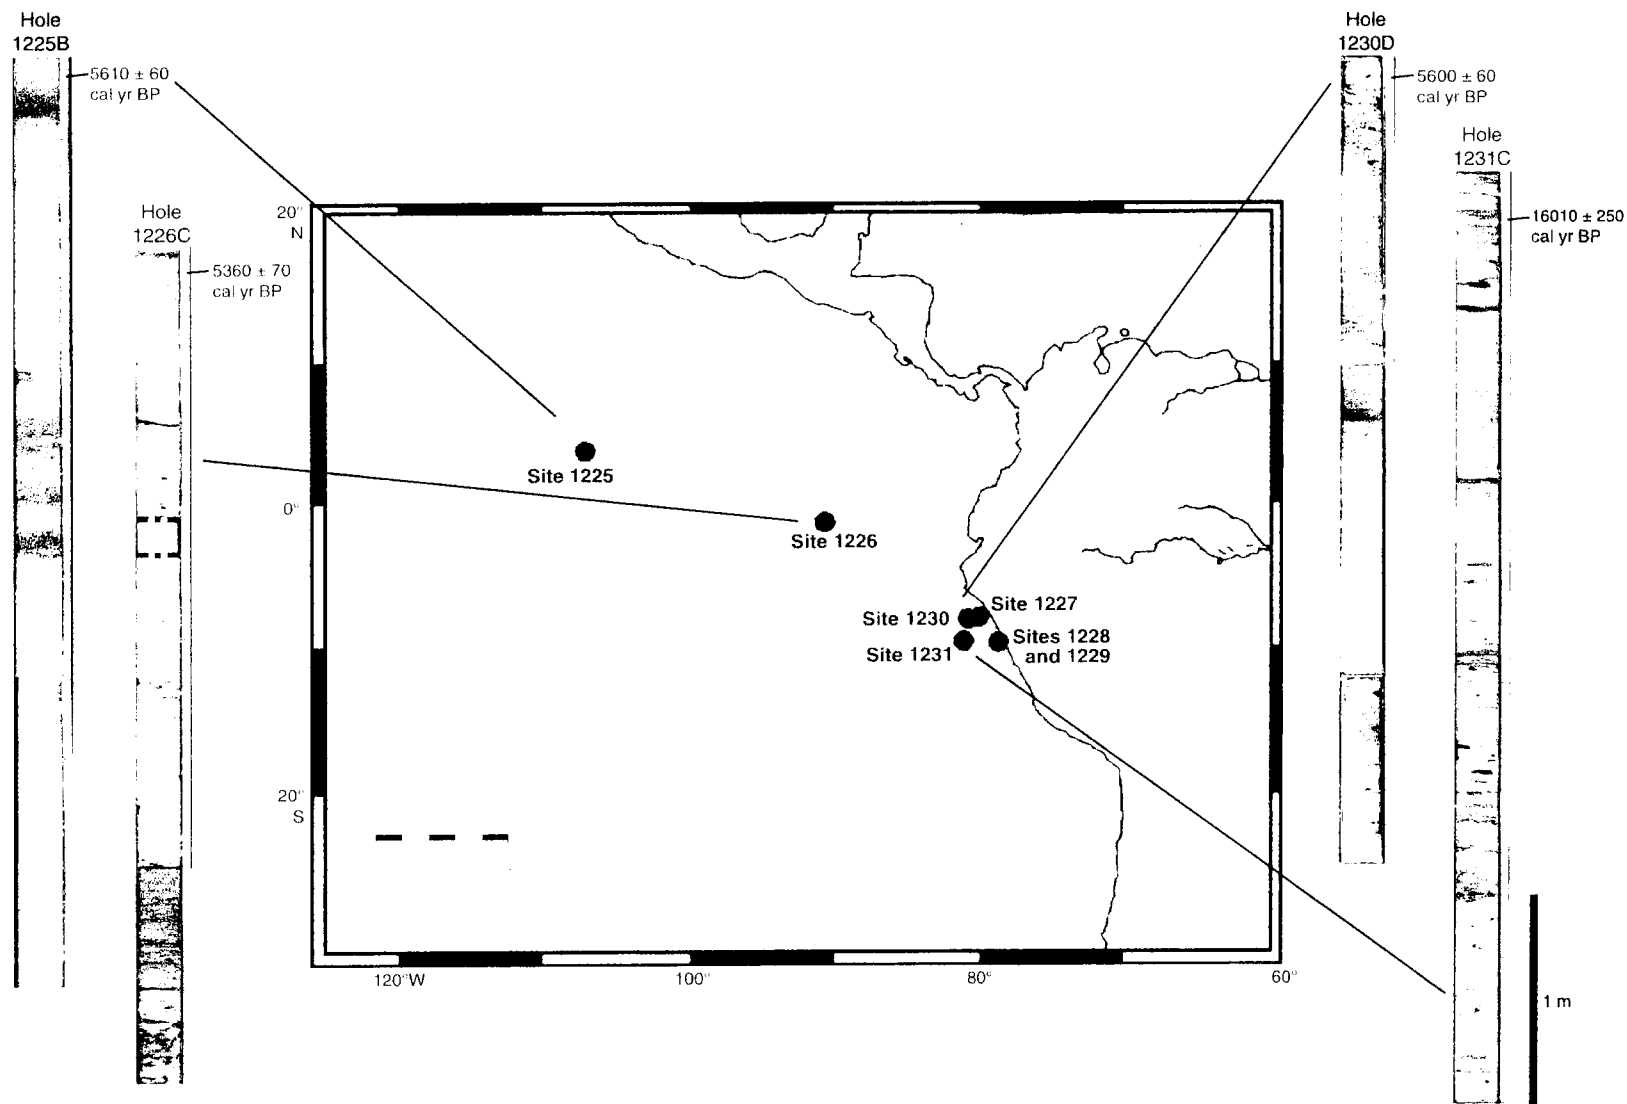 Hole
1225B
5610 ± 60
cal yr BP
Hole
1226C
5360 ± 70
cal yr BP
Hole
1230D
5600 ± 60
cal yr BP
Hole
1231C
16010 ± 250
cal yr BP
20°
N
0°
20°
S
120°W
100°
80°
60°
Site 1225
Site 1226
Site 1227
Site 1230
Sites 1228
and 1229
Site 1231
1 m